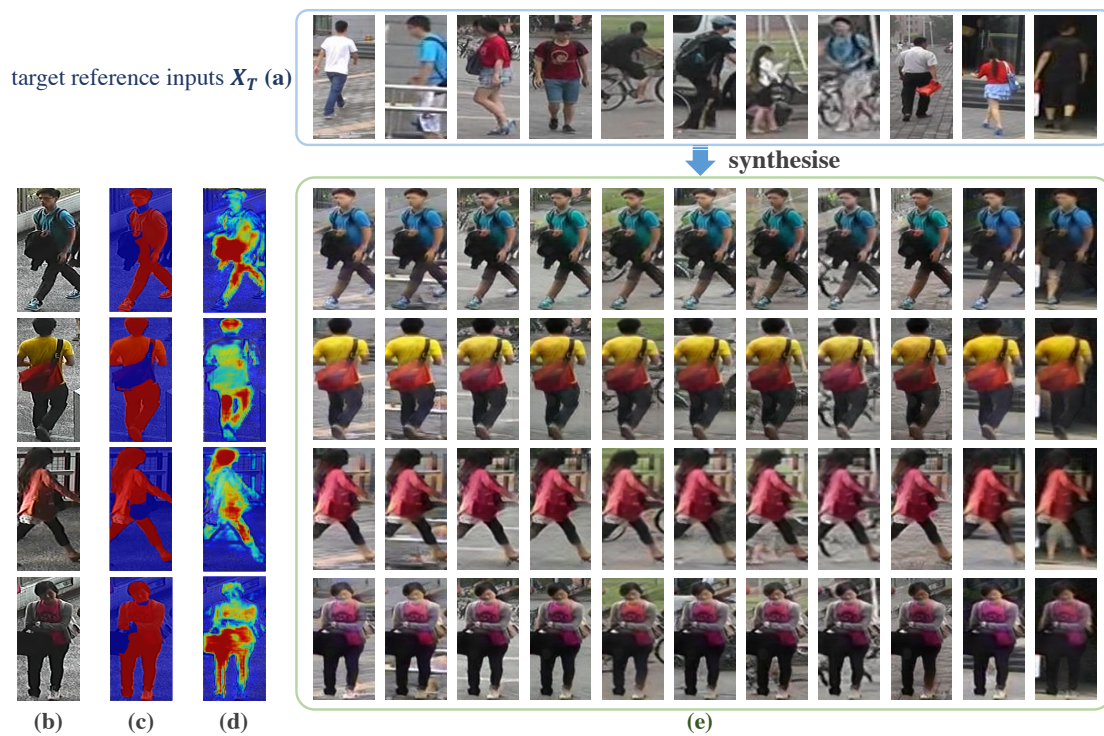 target reference inputs X_T (a)
synthesise
(b) (c) (d) (e)